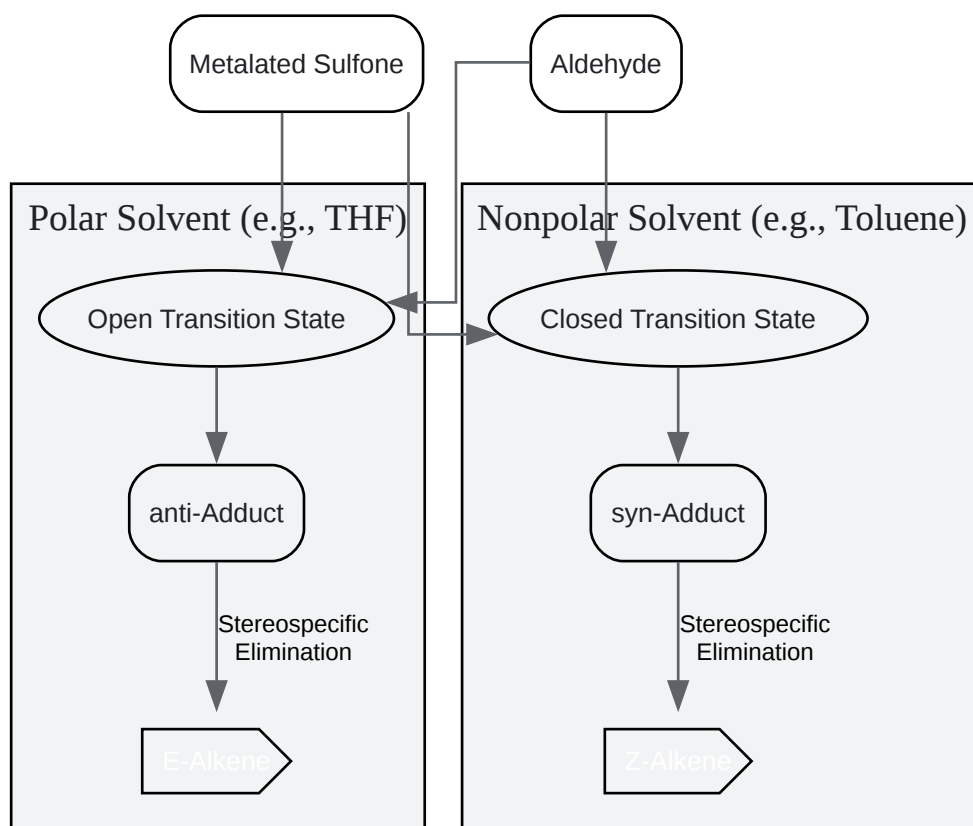 Metalated Sulfone
Aldehyde
Polar Solvent (e.g., THF)
Nonpolar Solvent (e.g., Toluene)
Open Transition State
Closed Transition State
anti-Adduct
syn-Adduct
Stereospecific
Elimination
Stereospecific
Elimination
E-Alkene
Z-Alkene